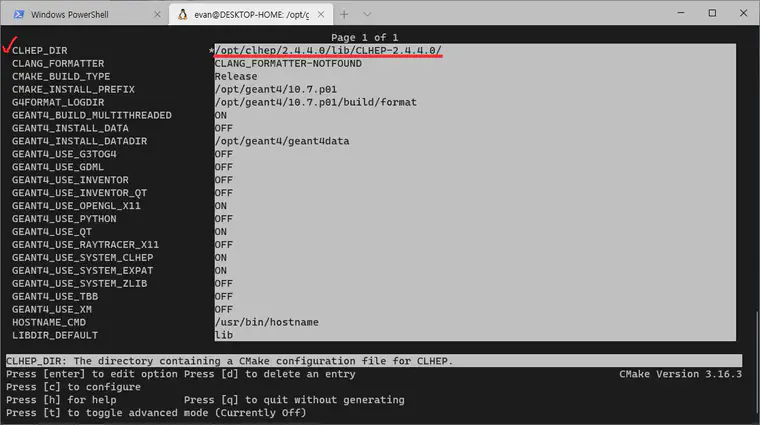 Windows PowerShell
evan@DESKTOP-HOME: /opt/g
Page 1 of 1
CLHEP_DIR *​/opt/clhep/2.4.4.0/lib/CLHEP-2.4.4.0/
CLANG_FORMATTER CLANG_FORMATTER-NOTFOUND
CMAKE_BUILD_TYPE Release
CMAKE_INSTALL_PREFIX /opt/geant4/10.7.p01
G4FORMAT_LOGDIR /opt/geant4/10.7.p01/build/format
GEANT4_BUILD_MULTITHREADED ON
GEANT4_INSTALL_DATA OFF
GEANT4_INSTALL_DATADIR /opt/geant4/geant4data
GEANT4_USE_G3TOG4 OFF
GEANT4_USE_GDML OFF
GEANT4_USE_INVENTOR OFF
GEANT4_USE_INVENTOR_QT OFF
GEANT4_USE_OPENGL_X11 ON
GEANT4_USE_PYTHON OFF
GEANT4_USE_QT ON
GEANT4_USE_RAYTRACER_X11 OFF
GEANT4_USE_SYSTEM_CLHEP ON
GEANT4_USE_SYSTEM_EXPAT ON
GEANT4_USE_SYSTEM_ZLIB OFF
GEANT4_USE_TBB OFF
GEANT4_USE_XM OFF
HOSTNAME_CMD /usr/bin/hostname
LIBDIR_DEFAULT lib
CLHEP_DIR: The directory containing a CMake configuration file for CLHEP.
Press [enter] to edit option Press [d] to delete an entry CMake Version 3.16.3
Press [c] to configure
Press [h] for help Press [q] to quit without generating
Press [t] to toggle advanced mode (Currently Off)